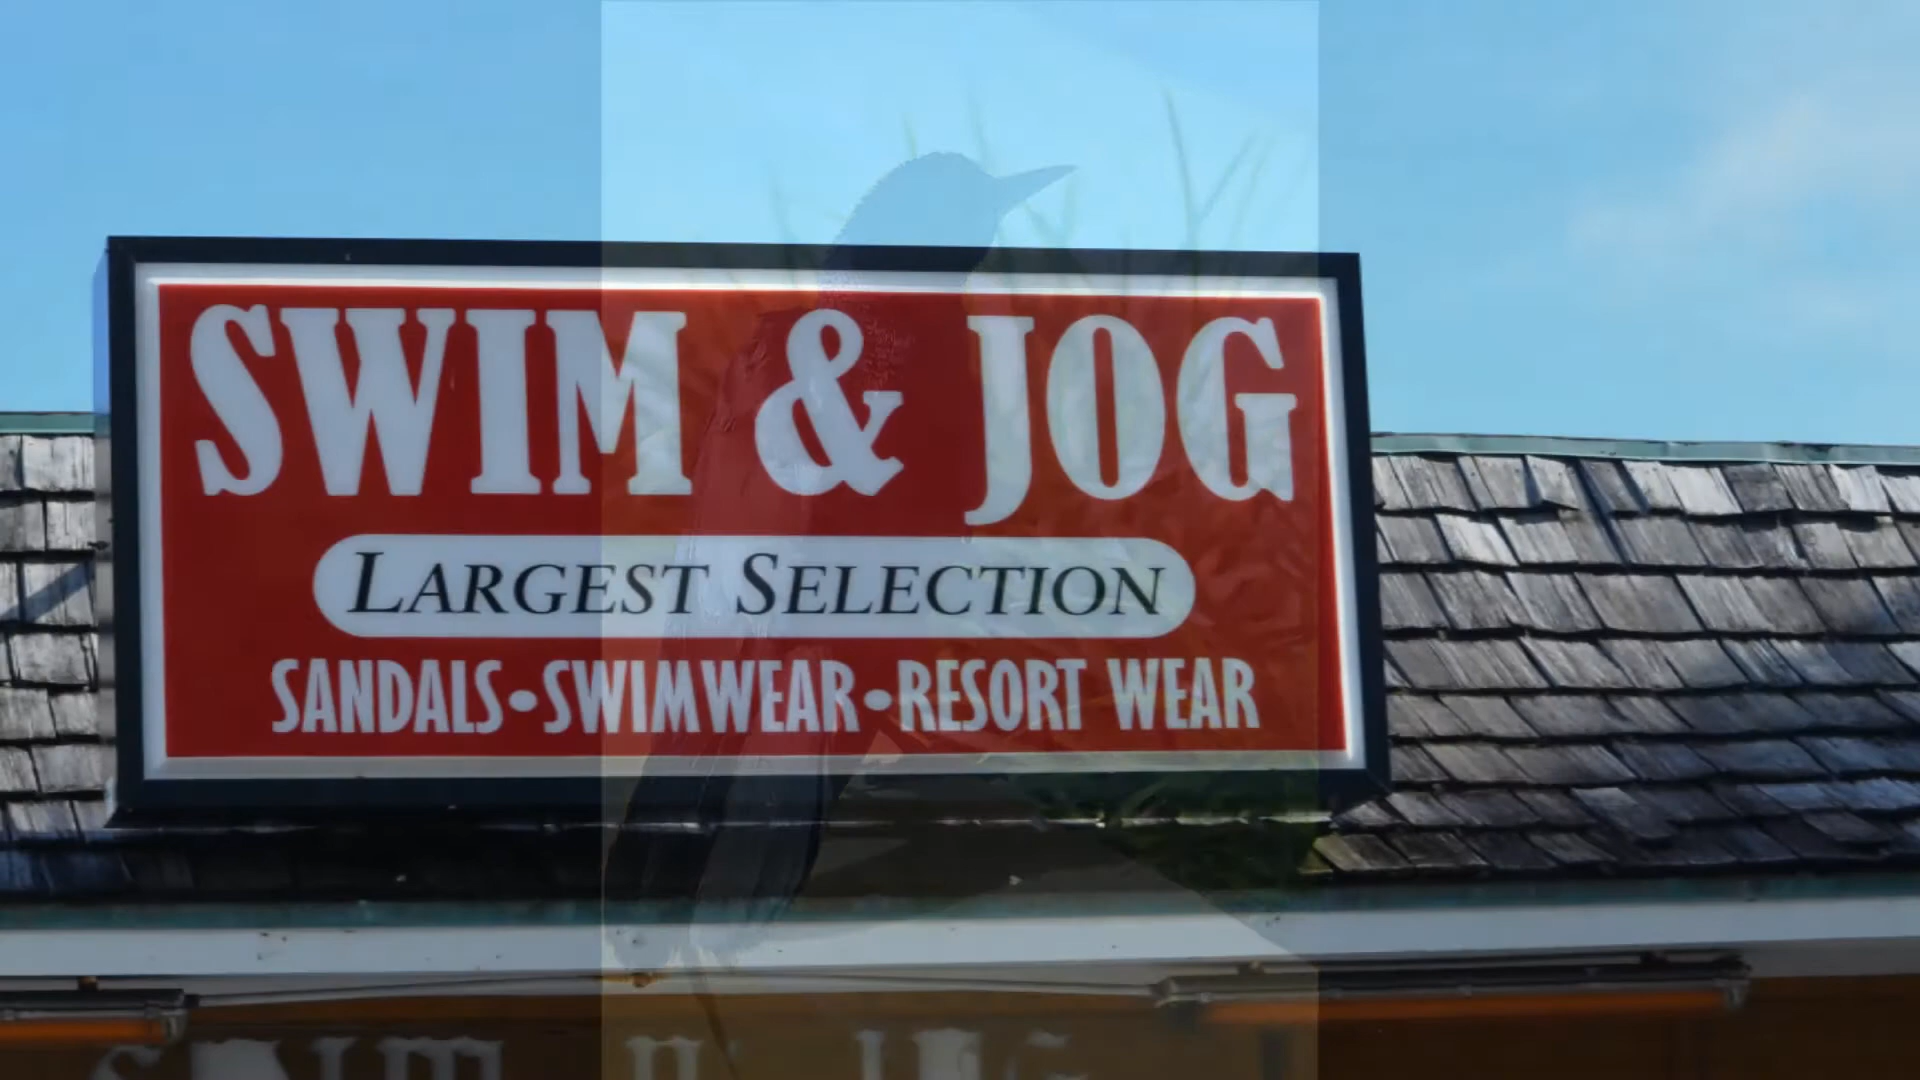 SWIM & JOG
LARGEST SELECTION
SANDALS•SWIMWEAR•RESORT WEAR